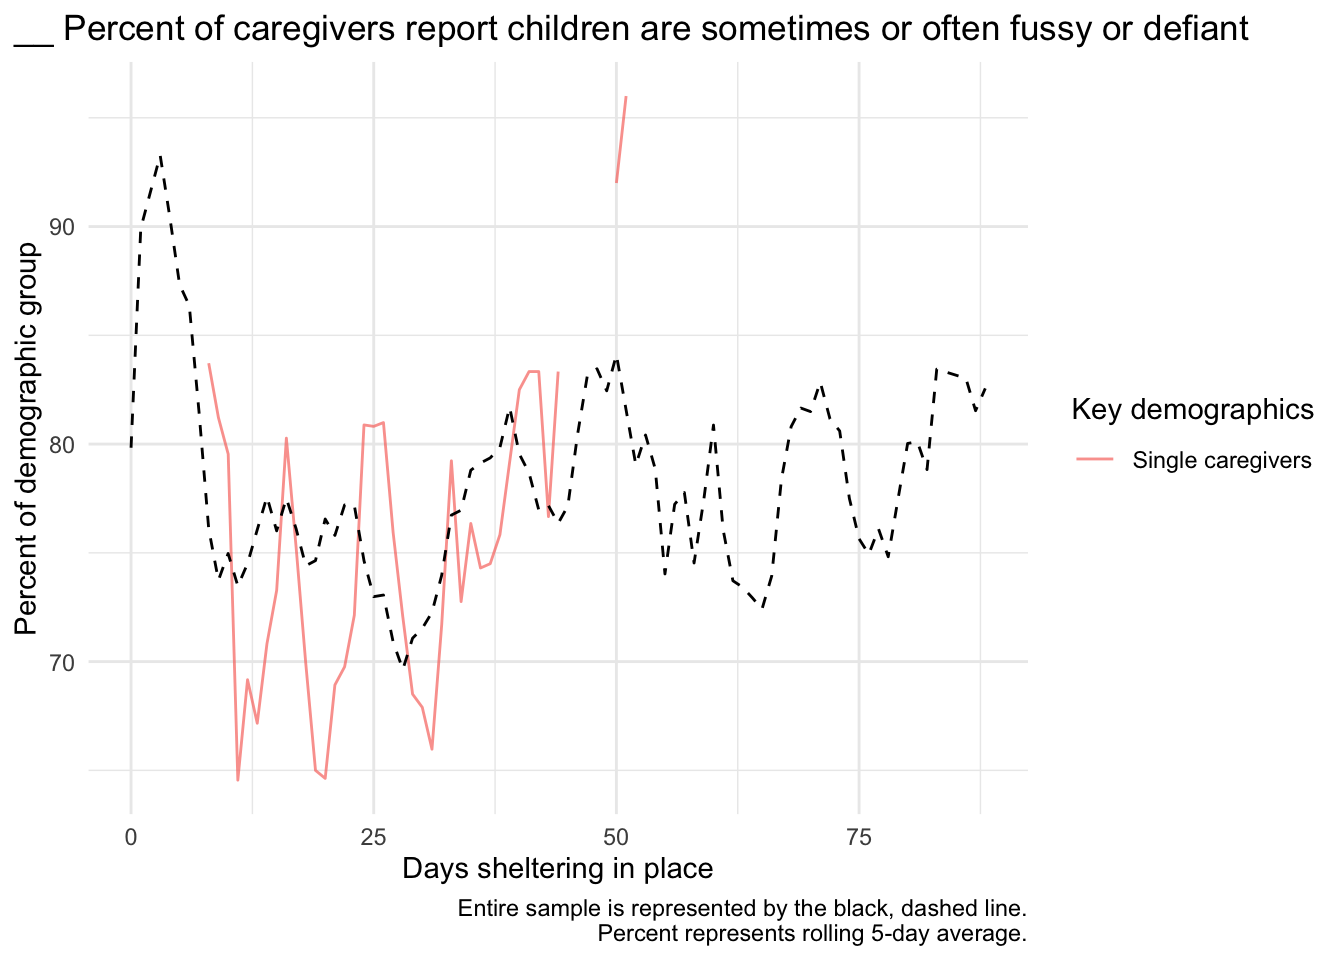 __ Percent of caregivers report children are sometimes or often fussy or defiant
Percent of demographic group
90
80
70
0
25
50
75
Days sheltering in place
Key demographics
Single caregivers
Entire sample is represented by the black, dashed line.
Percent represents rolling 5-day average.